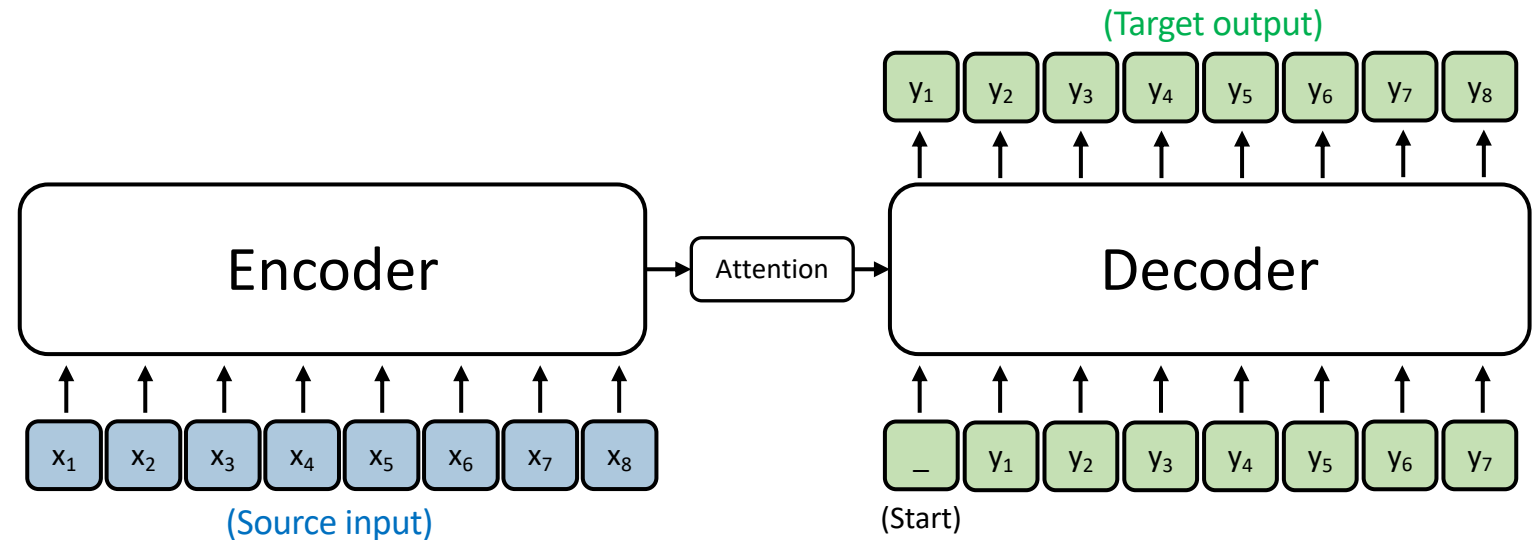 (Target output)
y₁ y₂ y₃ y₄ y₅ y₆ y₇ y₈
Encoder
Attention
Decoder
x₁ x₂ x₃ x₄ x₅ x₆ x₇ x₈
(Source input)
_ y₁ y₂ y₃ y₄ y₅ y₆ y₇
(Start)